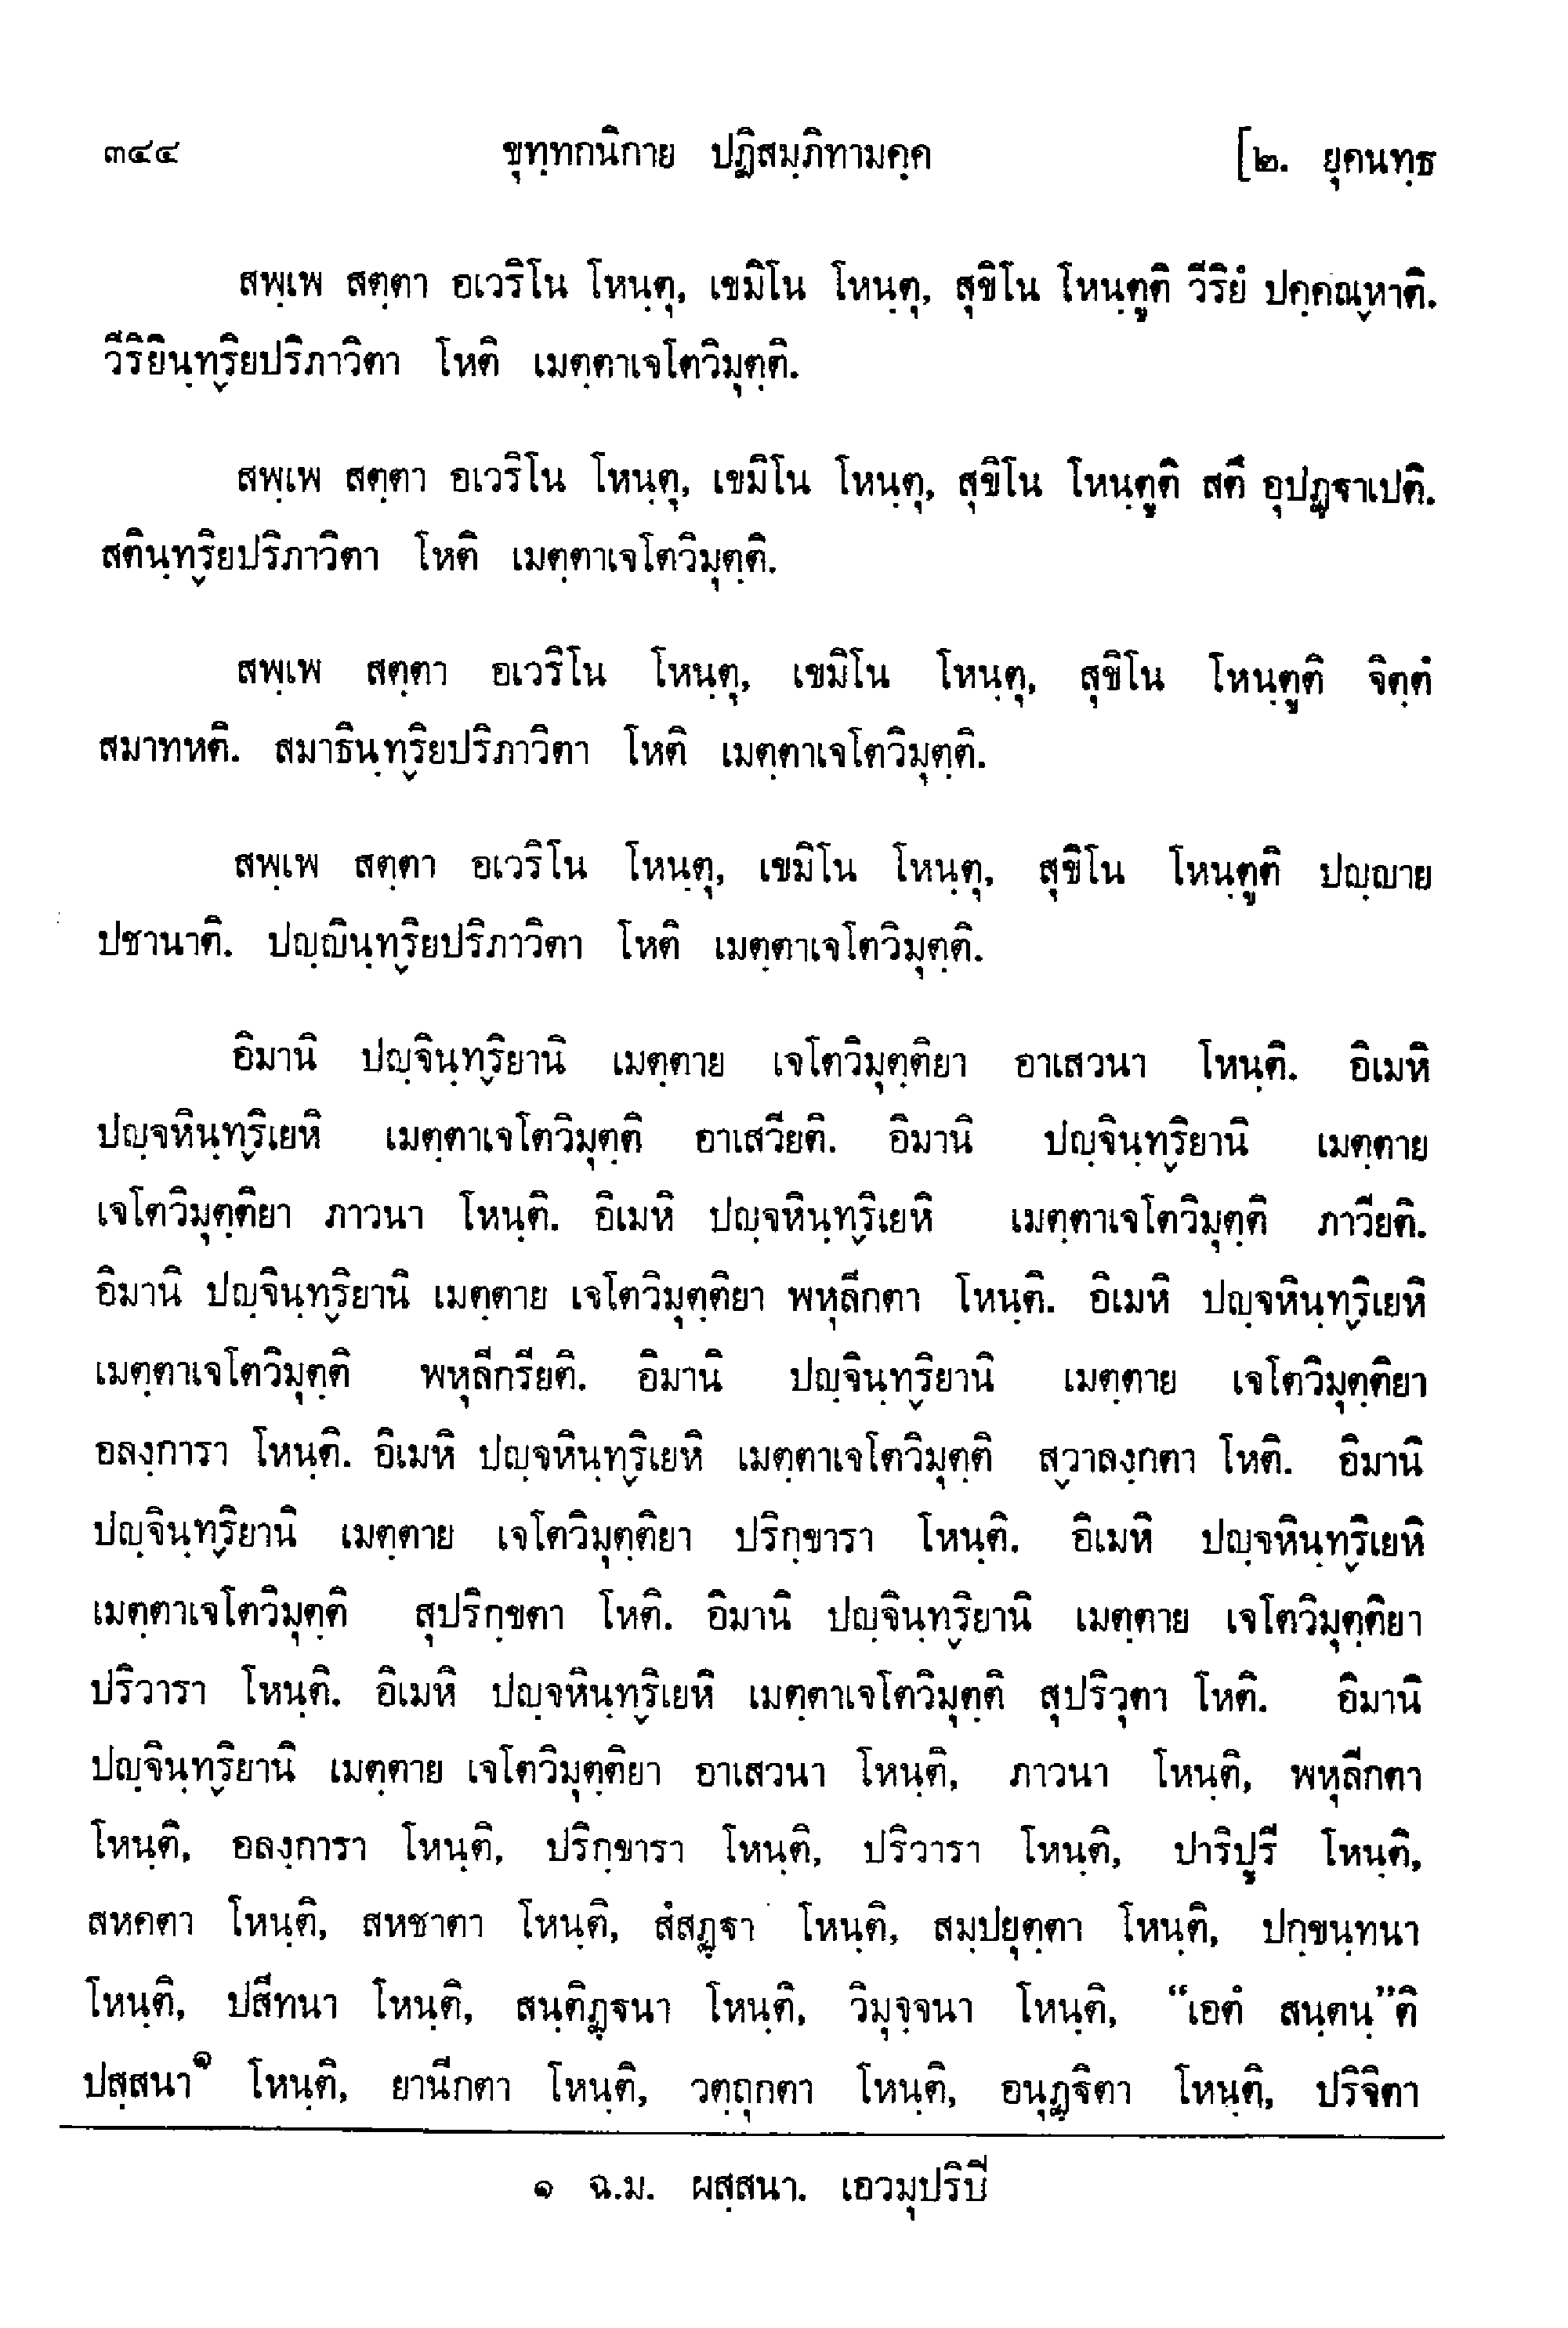 ๓๔๔ ขุทฺทกนิกาย ปฏิสมฺภิทามคฺค [๒. ยุคนทฺธ
สพฺเพ สตฺตา อเวริโน โหนฺตุ, เขมิโน โหนฺตุ, สุขิโน โหนฺตูติ วีริยํ ปคฺคณฺหาติ.
วีริยินฺทฺริยปริภาวิตา โหติ เมตฺตาเจโตวิมุตฺติ.
สพฺเพ สตฺตา อเวริโน โหนฺตุ, เขมิโน โหนฺตุ, สุขิโน โหนฺตูติ สตึ อุปฏฺฐาเปติ.
สตินฺทฺริยปริภาวิตา โหติ เมตฺตาเจโตวิมุตฺติ.
สพฺเพ สตฺตา อเวริโน โหนฺตุ, เขมิโน โหนฺตุ, สุขิโน โหนฺตูติ จิตฺตํ
สมาทหติ. สมาธินฺทฺริยปริภาวิตา โหติ เมตฺตาเจโตวิมุตฺติ.
สพฺเพ สตฺตา อเวริโน โหนฺตุ, เขมิโน โหนฺตุ, สุขิโน โหนฺตูติ ปญฺญาย
ปชานาติ. ปญฺญินฺทฺริยปริภาวิตา โหติ เมตฺตาเจโตวิมุตฺติ.
อิมานิ ปญฺจินฺทฺริยานิ เมตฺตาย เจโตวิมุตฺติยา อาเสวนา โหนฺติ. อิเมหิ
ปญฺจหินฺทฺริเยหิ เมตฺตาเจโตวิมุตฺติ อาเสวียติ. อิมานิ ปญฺจินฺทฺริยานิ เมตฺตาย
เจโตวิมุตฺติยา ภาวนา โหนฺติ. อิเมหิ ปญฺจหินฺทฺริเยหิ เมตฺตาเจโตวิมุตฺติ ภาวียติ.
อิมานิ ปญฺจินฺทฺริยานิ เมตฺตาย เจโตวิมุตฺติยา พหุลีกตา โหนฺติ. อิเมหิ ปญฺจหินฺทฺริเยหิ
เมตฺตาเจโตวิมุตฺติ พหุลีกรียติ. อิมานิ ปญฺจินฺทฺริยานิ เมตฺตาย เจโตวิมุตฺติยา
อลงฺการา โหนฺติ. อิเมหิ ปญฺจหินฺทฺริเยหิ เมตฺตาเจโตวิมุตฺติ สฺวาลงฺกตา โหติ. อิมานิ
ปญฺจินฺทฺริยานิ เมตฺตาย เจโตวิมุตฺติยา ปริกฺขารา โหนฺติ. อิเมหิ ปญฺจหินฺทฺริเยหิ
เมตฺตาเจโตวิมุตฺติ สุปริกฺขตา โหติ. อิมานิ ปญฺจินฺทฺริยานิ เมตฺตาย เจโตวิมุตฺติยา
ปริวารา โหนฺติ. อิเมหิ ปญฺจหินฺทฺริเยหิ เมตฺตาเจโตวิมุตฺติ สุปริวุตา โหติ. อิมานิ
ปญฺจินฺทฺริยานิ เมตฺตาย เจโตวิมุตฺติยา อาเสวนา โหนฺติ, ภาวนา โหนฺติ, พหุลีกตา
โหนฺติ, อลงฺการา โหนฺติ, ปริกฺขารา โหนฺติ, ปริวารา โหนฺติ, ปาริปูรี โหนฺติ,
สหคตา โหนฺติ, สหชาตา โหนฺติ, สํสฏฺฐา โหนฺติ, สมฺปยุตฺตา โหนฺติ, ปกฺขนฺทนา
โหนฺติ, ปสีทนา โหนฺติ, สนฺติฏฺฐนา โหนฺติ, วิมุจฺจนา โหนฺติ, “เอตํ สนฺตนฺ”ติ
ปสฺสนา๑ โหนฺติ, ยานีกตา โหนฺติ, วตฺถุกตา โหนฺติ, อนุฏฺฐิตา โหนฺติ, ปริจิตา
๑ ฉ.ม. ผสฺสนา. เอวมุปริปิ